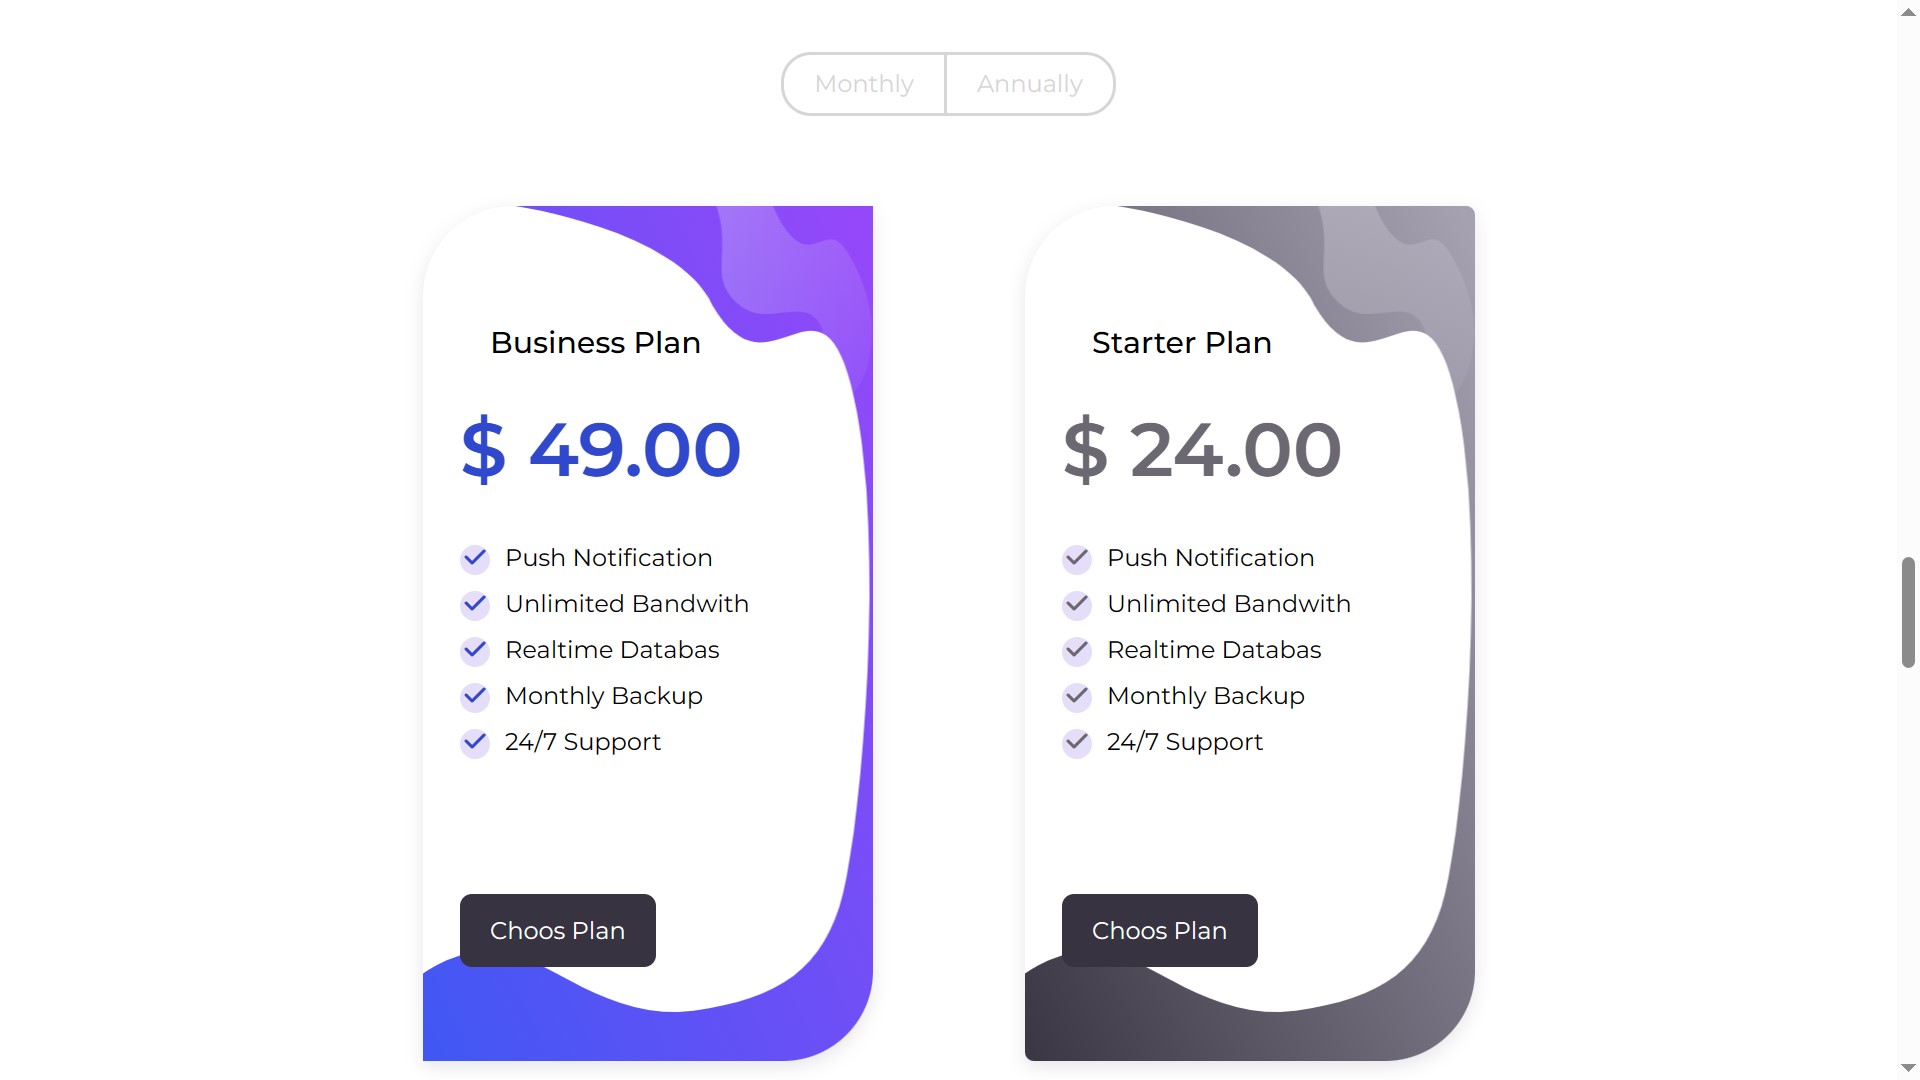 Monthly
Annually
Business Plan
$ 49.00
Push Notification
Unlimited Bandwith
Realtime Databas
Monthly Backup
24/7 Support
Choos Plan
Starter Plan
$ 24.00
Push Notification
Unlimited Bandwith
Realtime Databas
Monthly Backup
24/7 Support
Choos Plan